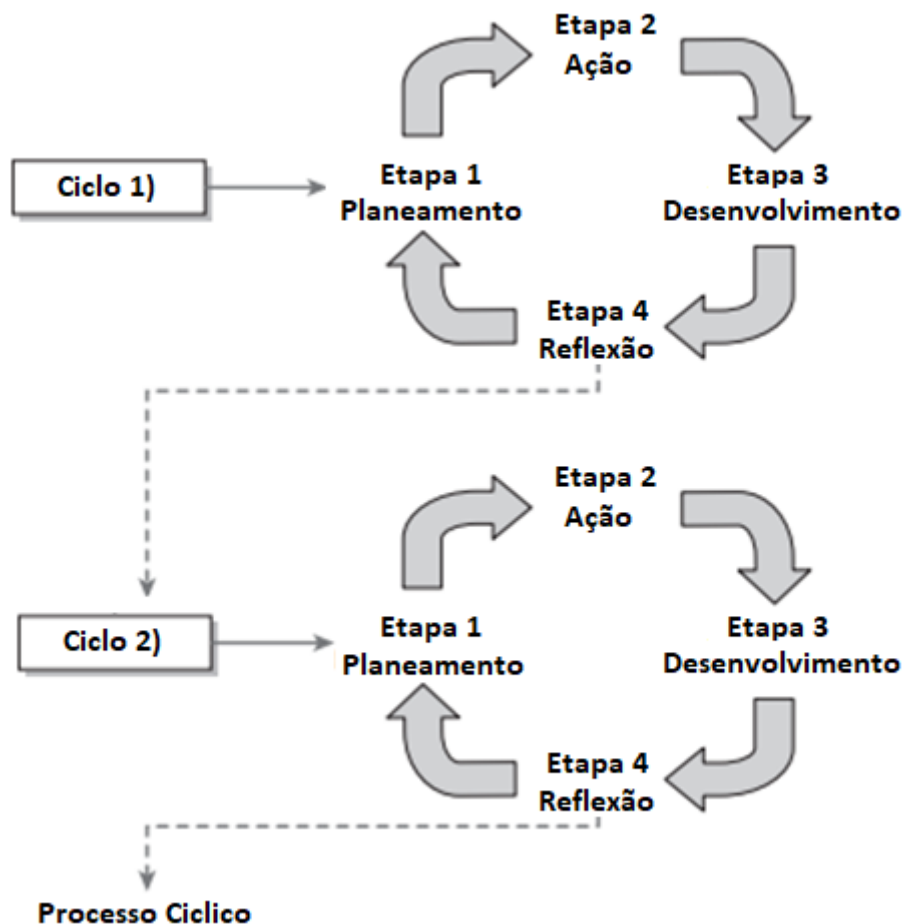 Etapa 2
Ação
Ciclo 1)
Etapa 1
Planeamento
Etapa 3
Desenvolvimento
Etapa 4
Reflexão
Etapa 2
Ação
Ciclo 2)
Etapa 1
Planeamento
Etapa 3
Desenvolvimento
Etapa 4
Reflexão
Processo Ciclico